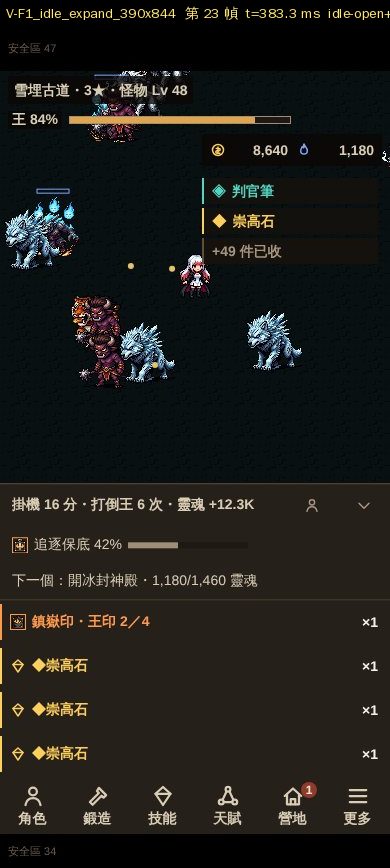 V-F1_idle_expand_390x844 第 23 幀 t=383.3 ms idle-open+
安全區 47
雪埋古道・3★・怪物 Lv 48
王 84%
8,640 1,180
◈ 判官筆
◆ 崇高石
+49 件已收
掛機 16 分・打倒王 6 次・靈魂 +12.3K
追逐保底 42%
下一個：開冰封神殿・1,180/1,460 靈魂
鎮嶽印・王印 2／4 ×1
◆崇高石 ×1
◆崇高石 ×1
◆崇高石 ×1
1
角色 鍛造 技能 天賦 營地 更多
安全區 34